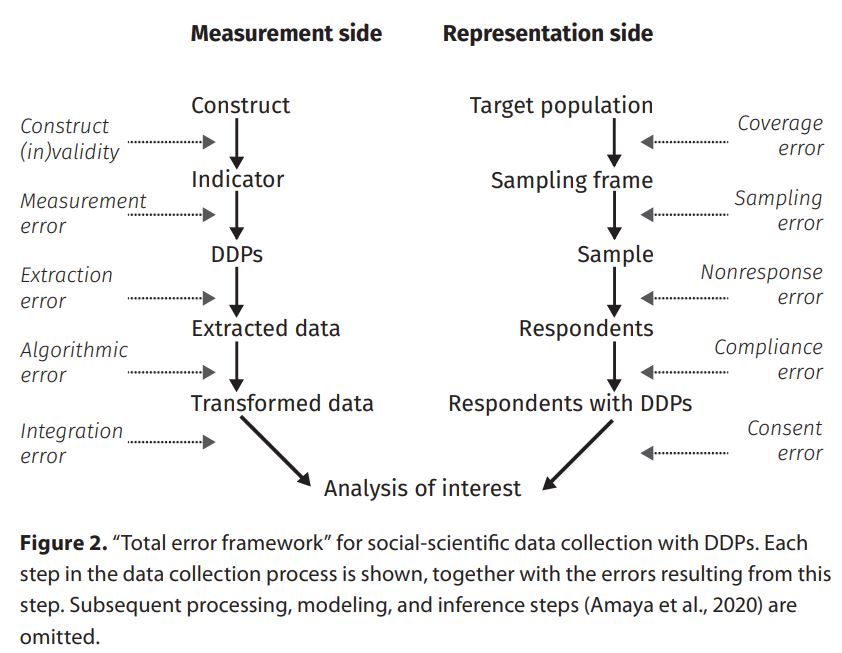 Measurement side
Representation side
Construct
Target population
Construct
(in)validity
Coverage
error
Indicator
Sampling frame
Measurement
error
Sampling
error
DDPs
Sample
Extraction
error
Nonresponse
error
Extracted data
Respondents
Algorithmic
error
Compliance
error
Transformed data
Respondents with DDPs
Integration
error
Consent
error
Analysis of interest
Figure 2. “Total error framework” for social-scientific data collection with DDPs. Each
step in the data collection process is shown, together with the errors resulting from this
step. Subsequent processing, modeling, and inference steps (Amaya et al., 2020) are
omitted.